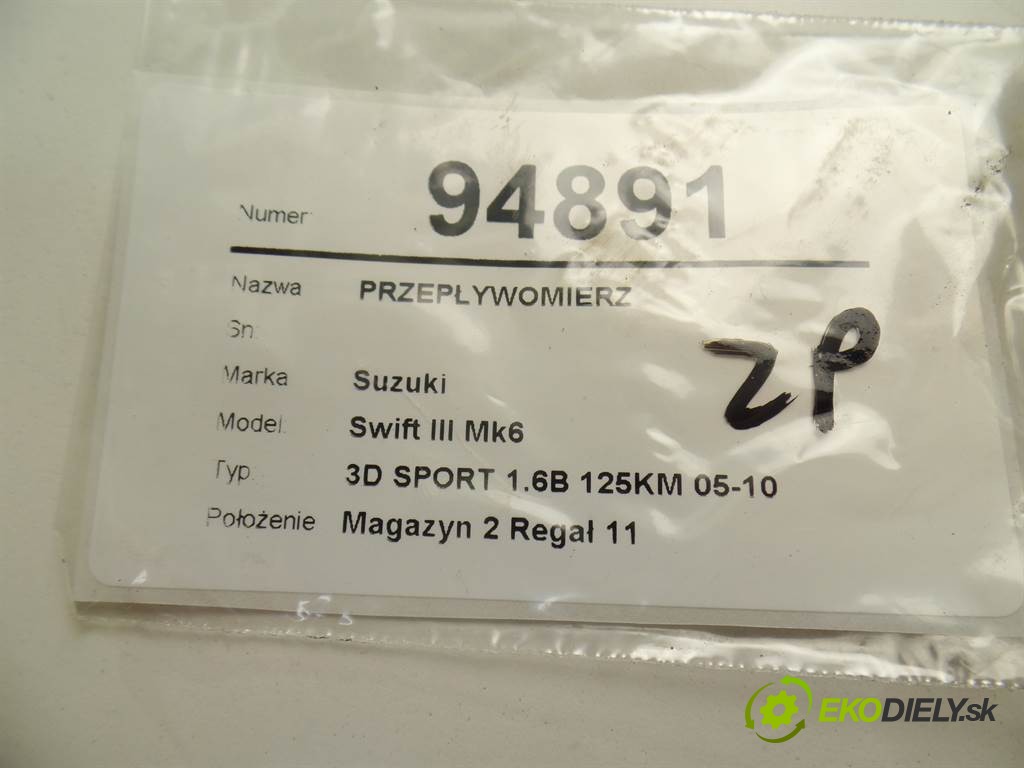 Numer: 94891
Nazwa PRZEPŁYWOMIERZ
Sn:
Marka Suzuki
Model: Swift III Mk6
Typ: 3D SPORT 1.6B 125KM 05-10
Położenie Magazyn 2 Regał 11
ZP
EKODIELY.sk